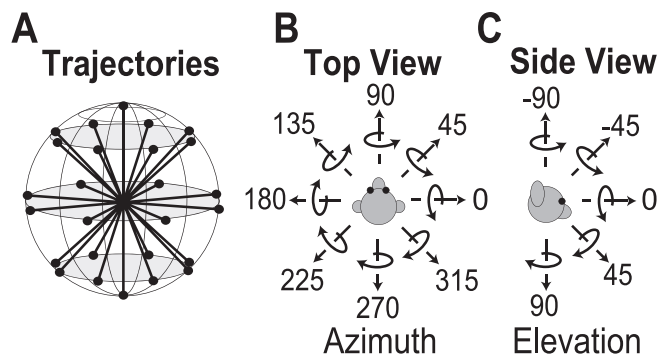 A
Trajectories
B
Top View
90
135
45
180
0
225
315
270
Azimuth
C
Side View
-90
-45
0
45
90
Elevation